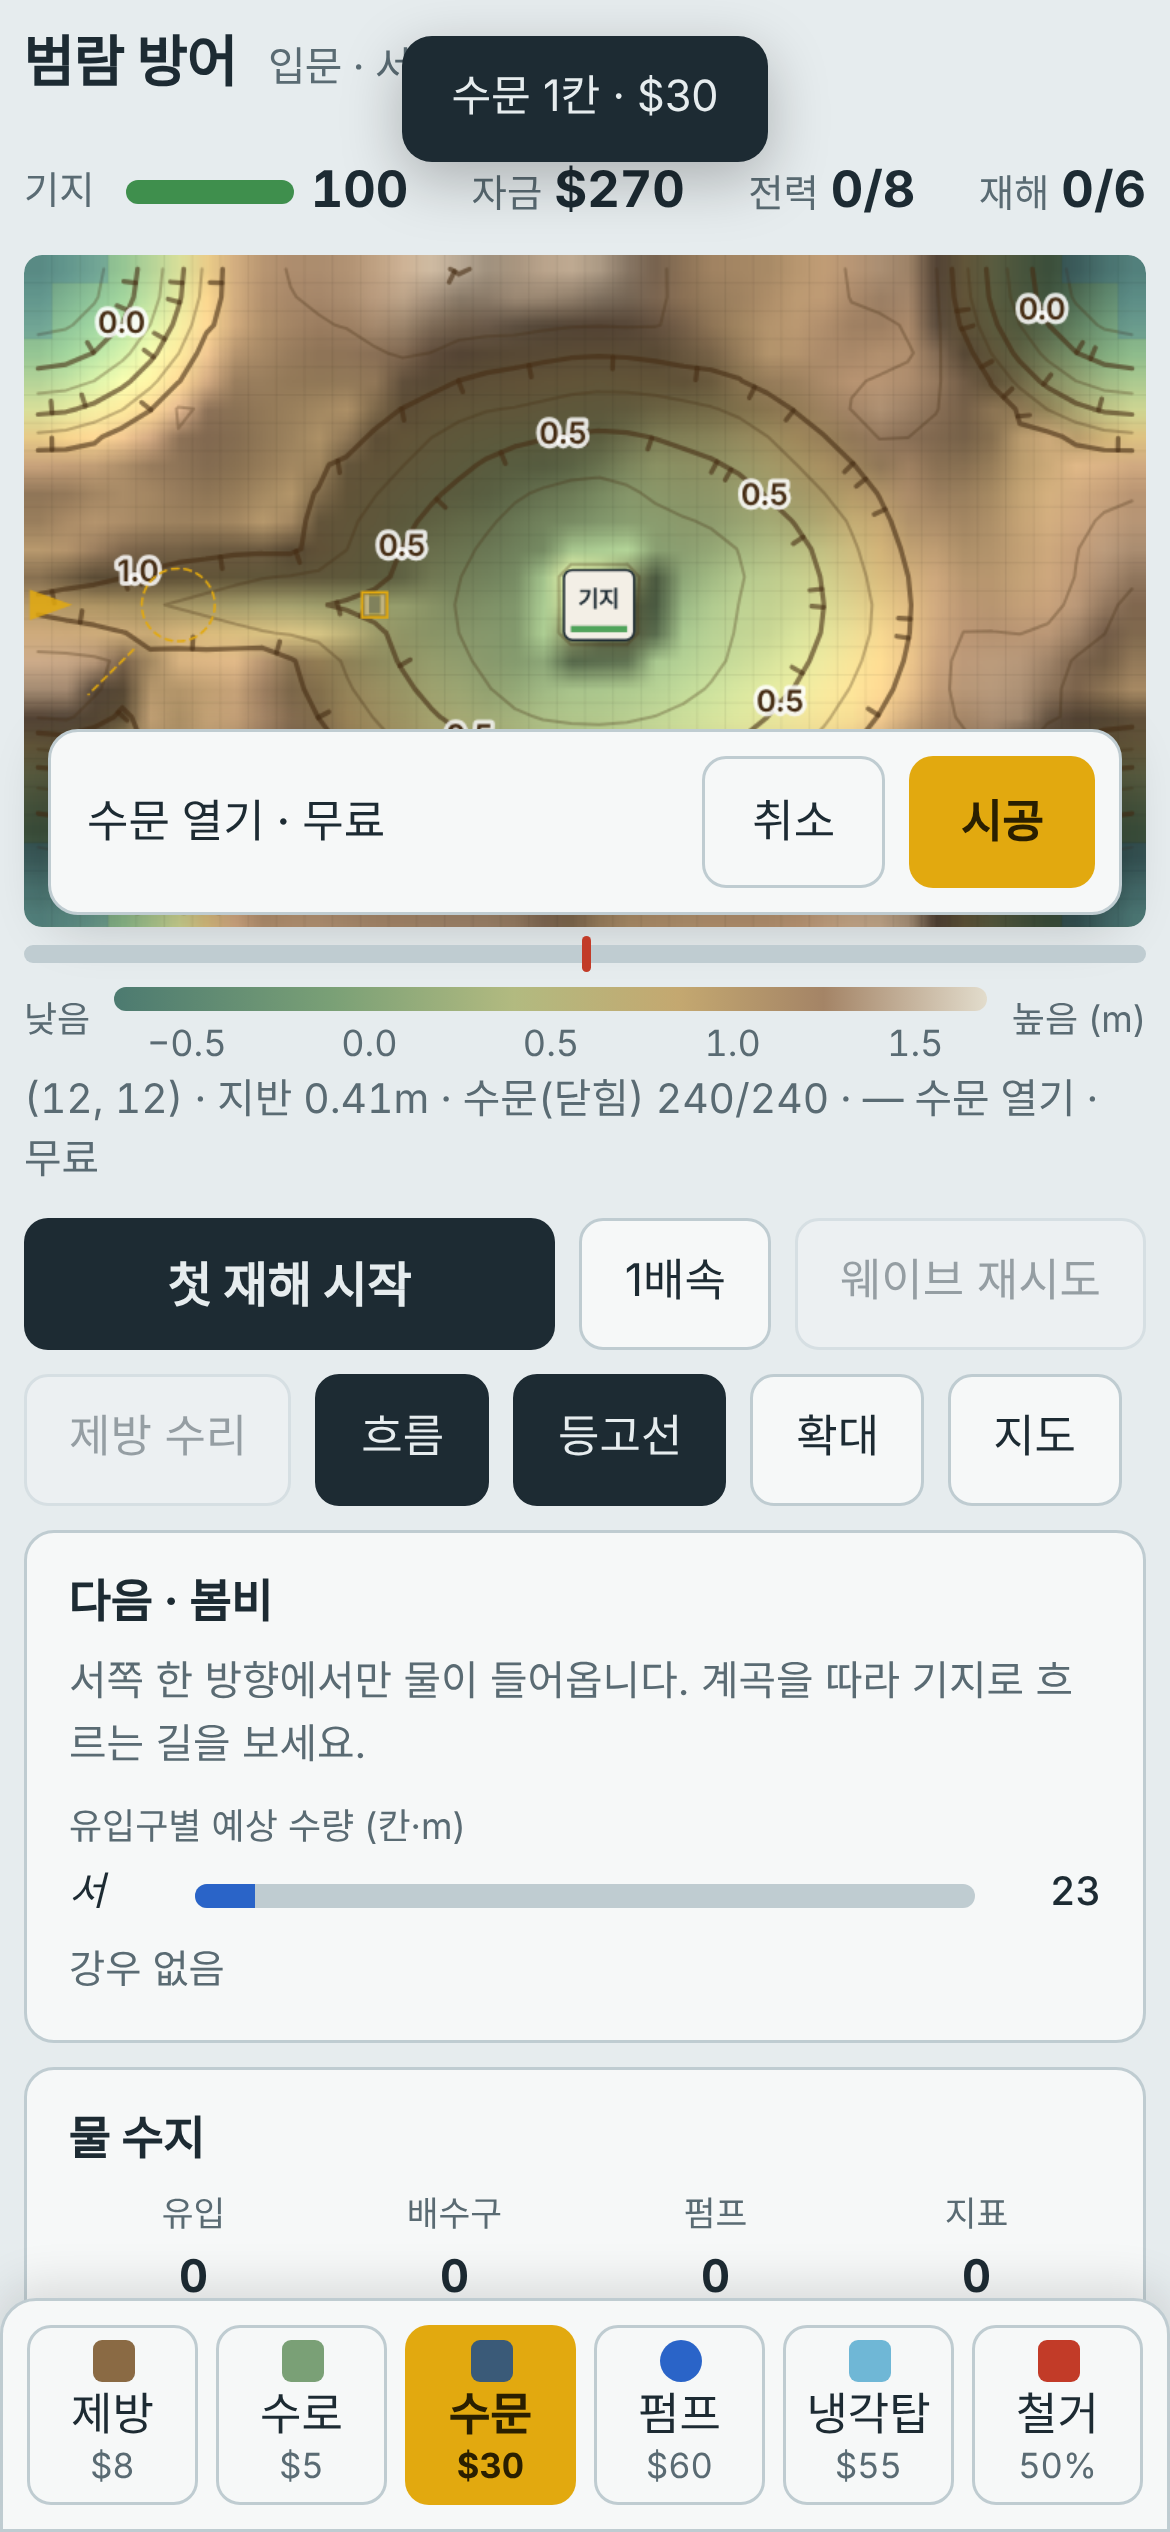 범람 방어 입문 · 서
수문 1칸 · $30
기지 100 자금 $270 전력 0/8 재해 0/6
0.0
0.0
0.5
0.5
0.5
1.0
기지
0.5
0.5
수문 열기 · 무료 취소 시공
낮음 높음 (m)
−0.5 0.0 0.5 1.0 1.5
(12, 12) · 지반 0.41m · 수문(닫힘) 240/240 · — 수문 열기 ·
무료
첫 재해 시작 1배속 웨이브 재시도
제방 수리 흐름 등고선 확대 지도
다음 · 봄비
서쪽 한 방향에서만 물이 들어옵니다. 계곡을 따라 기지로 흐
르는 길을 보세요.
유입구별 예상 수량 (칸·m)
서 23
강우 없음
물 수지
유입 배수구 펌프 지표
0 0 0 0
제방 수로 수문 펌프 냉각탑 철거
$8 $5 $30 $60 $55 50%